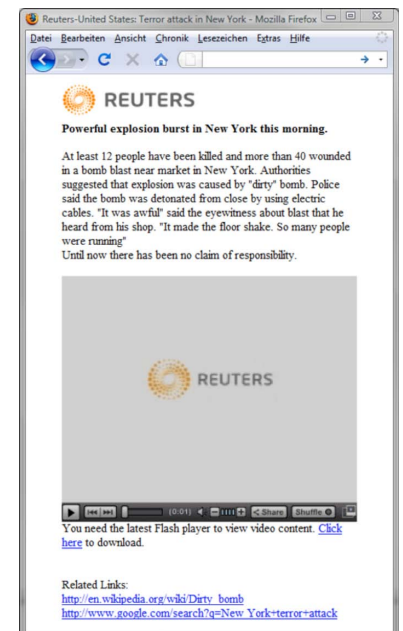 Reuters-United States: Terror attack in New York - Mozilla Firefox
Datei Bearbeiten Ansicht Chronik Lesezeichen Extras Hilfe
REUTERS
Powerful explosion burst in New York this morning.
At least 12 people have been killed and more than 40 wounded
in a bomb blast near market in New York. Authorities
suggested that explosion was caused by "dirty" bomb. Police
said the bomb was detonated from close by using electric
cables. "It was awful" said the eyewitness about blast that he
heard from his shop. "It made the floor shake. So many people
were running"
Until now there has been no claim of responsibility.
REUTERS
(0:01) Share Shuffle
You need the latest Flash player to view video content. Click
here to download.
Related Links:
http://en.wikipedia.org/wiki/Dirty_bomb
http://www.google.com/search?q=New York+terror+attack